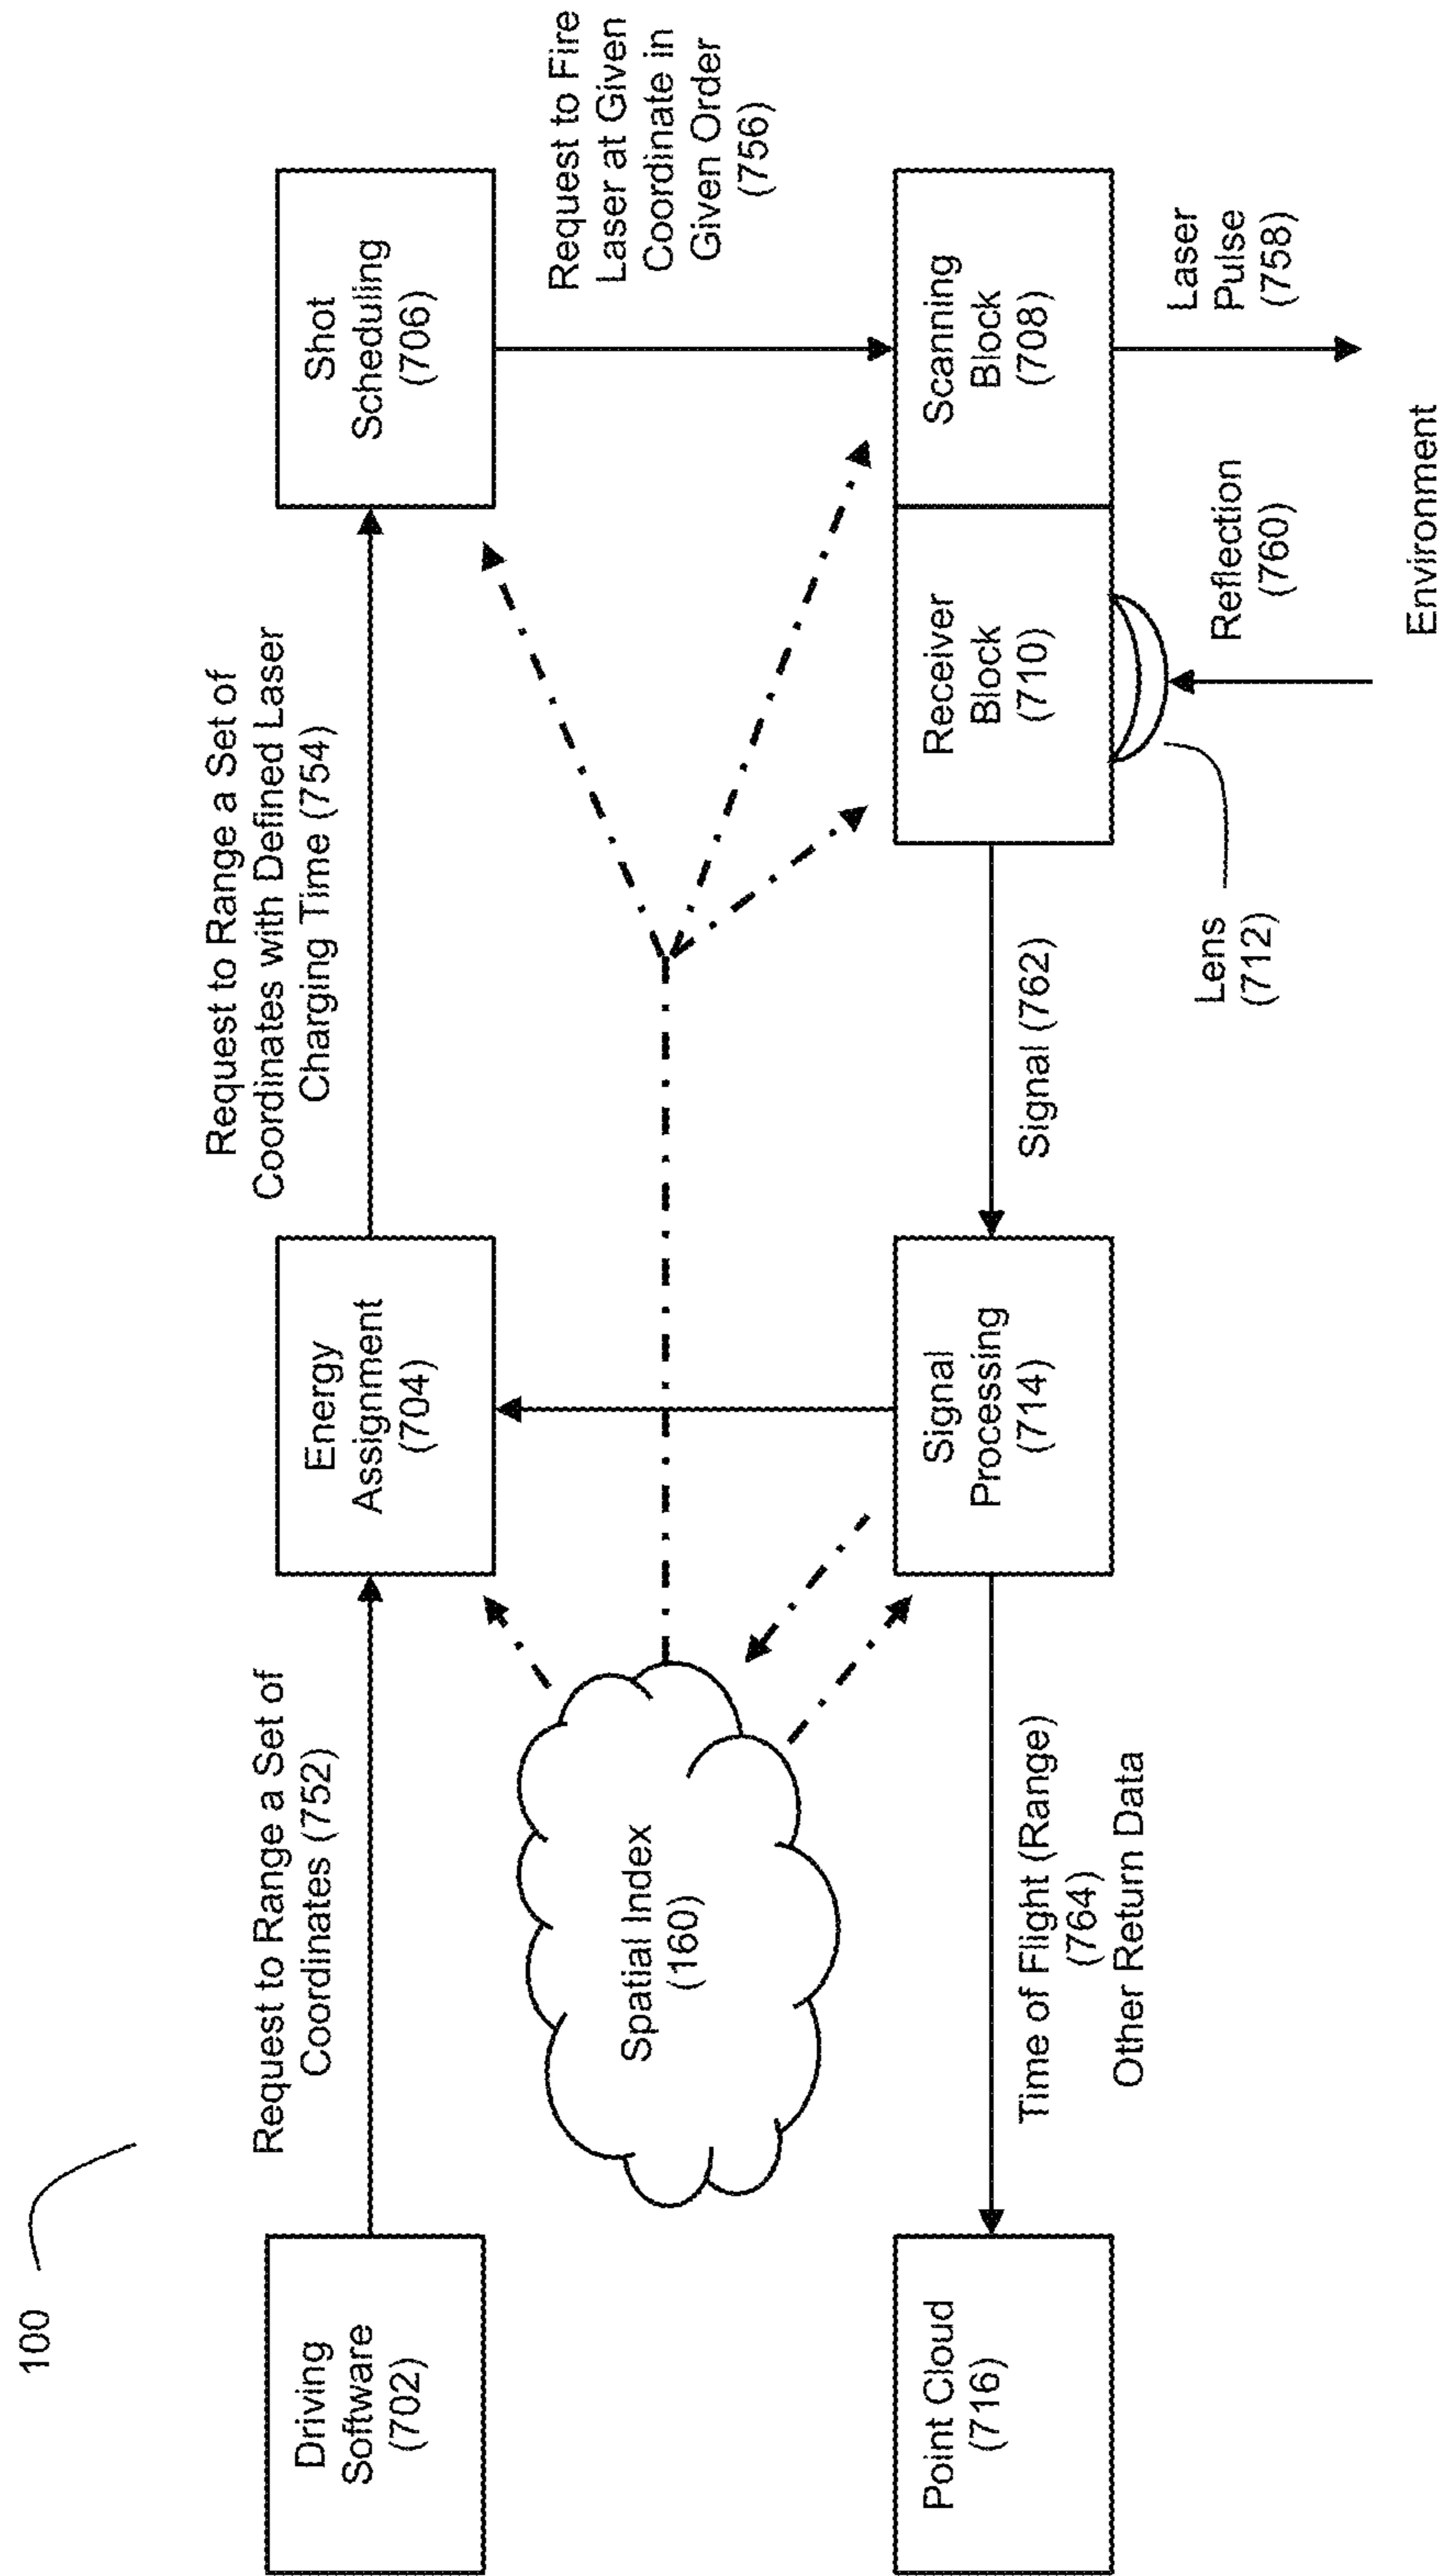 100
Driving
Software
(702)
Request to Range a Set of
Coordinates (752)
Energy
Assignment
(704)
Request to Range a Set of
Coordinates with Defined Laser
Charging Time (754)
Shot
Scheduling
(706)
Request to Fire
Laser at Given
Coordinate in
Given Order
(756)
Spatial Index
(160)
Point Cloud
(716)
Time of Flight (Range)
(764)
Other Return Data
Signal
Processing
(714)
Signal (762)
Receiver
Block
(710)
Scanning
Block
(708)
Lens
(712)
Reflection
(760)
Laser
Pulse
(758)
Environment